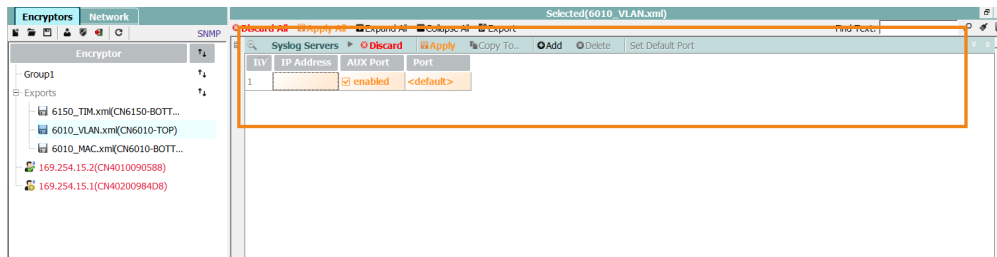 Encryptors Network
Selected(6010_VLAN.xml)
SNMP
Discard All Apply All Expand All Collapse All Export Find Text:
Encryptor
Syslog Servers Discard Apply Copy To... Add Delete Set Default Port
IP Address AUX Port Port
1 enabled <default>
Group1
Exports
6150_TIM.xml(CN6150-BOTT...
6010_VLAN.xml(CN6010-TOP)
6010_MAC.xml(CN6010-BOTT...
169.254.15.2(CN4010090588)
169.254.15.1(CN40200984D8)